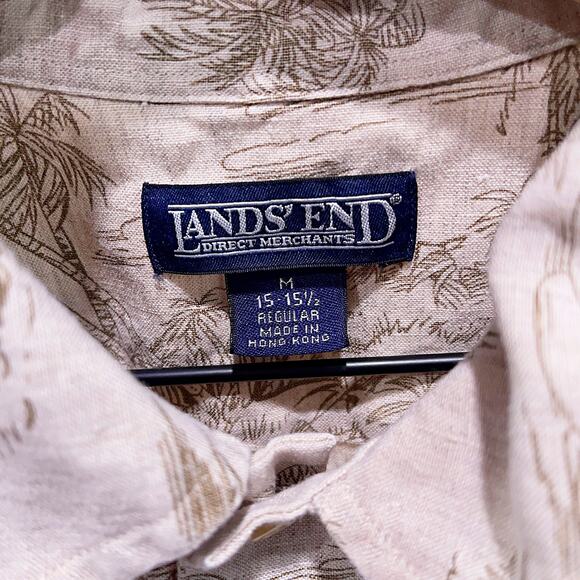 LANDS' END
DIRECT MERCHANTS
M
15-15½
REGULAR
MADE IN
HONG KONG